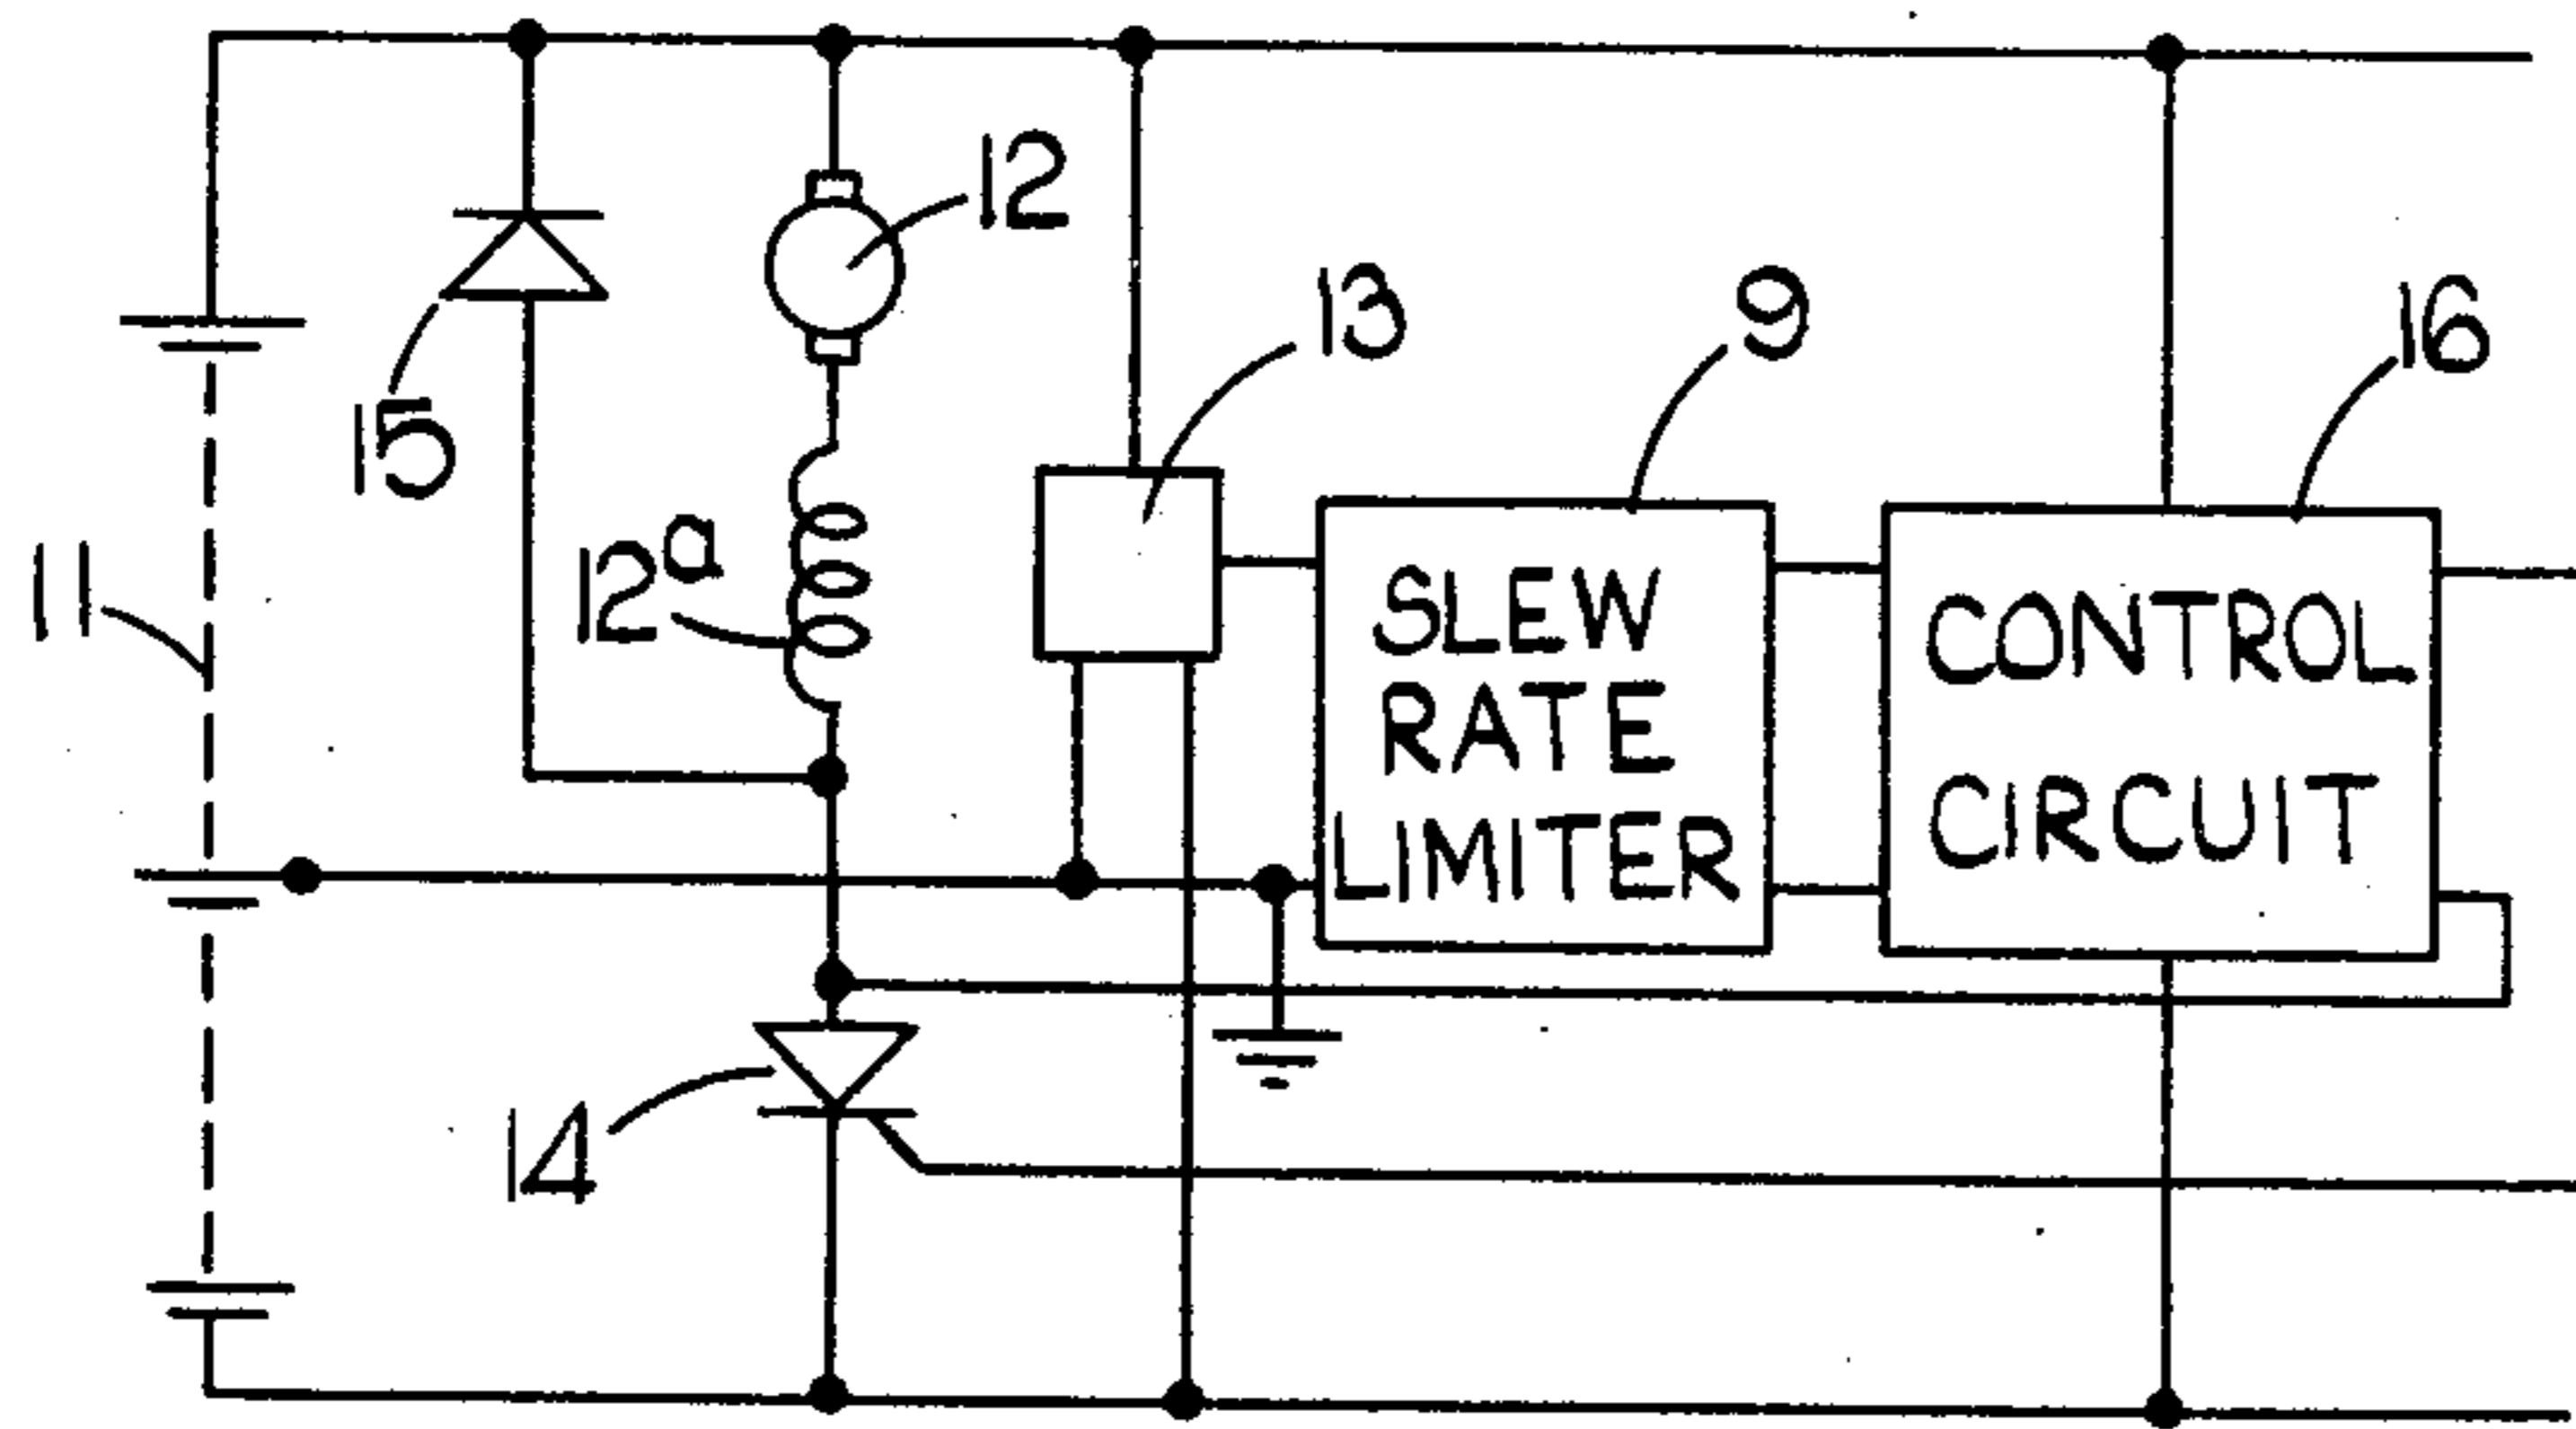 12
13
9
16
15
11
12a
SLEW
RATE
LIMITER
CONTROL
CIRCUIT
14